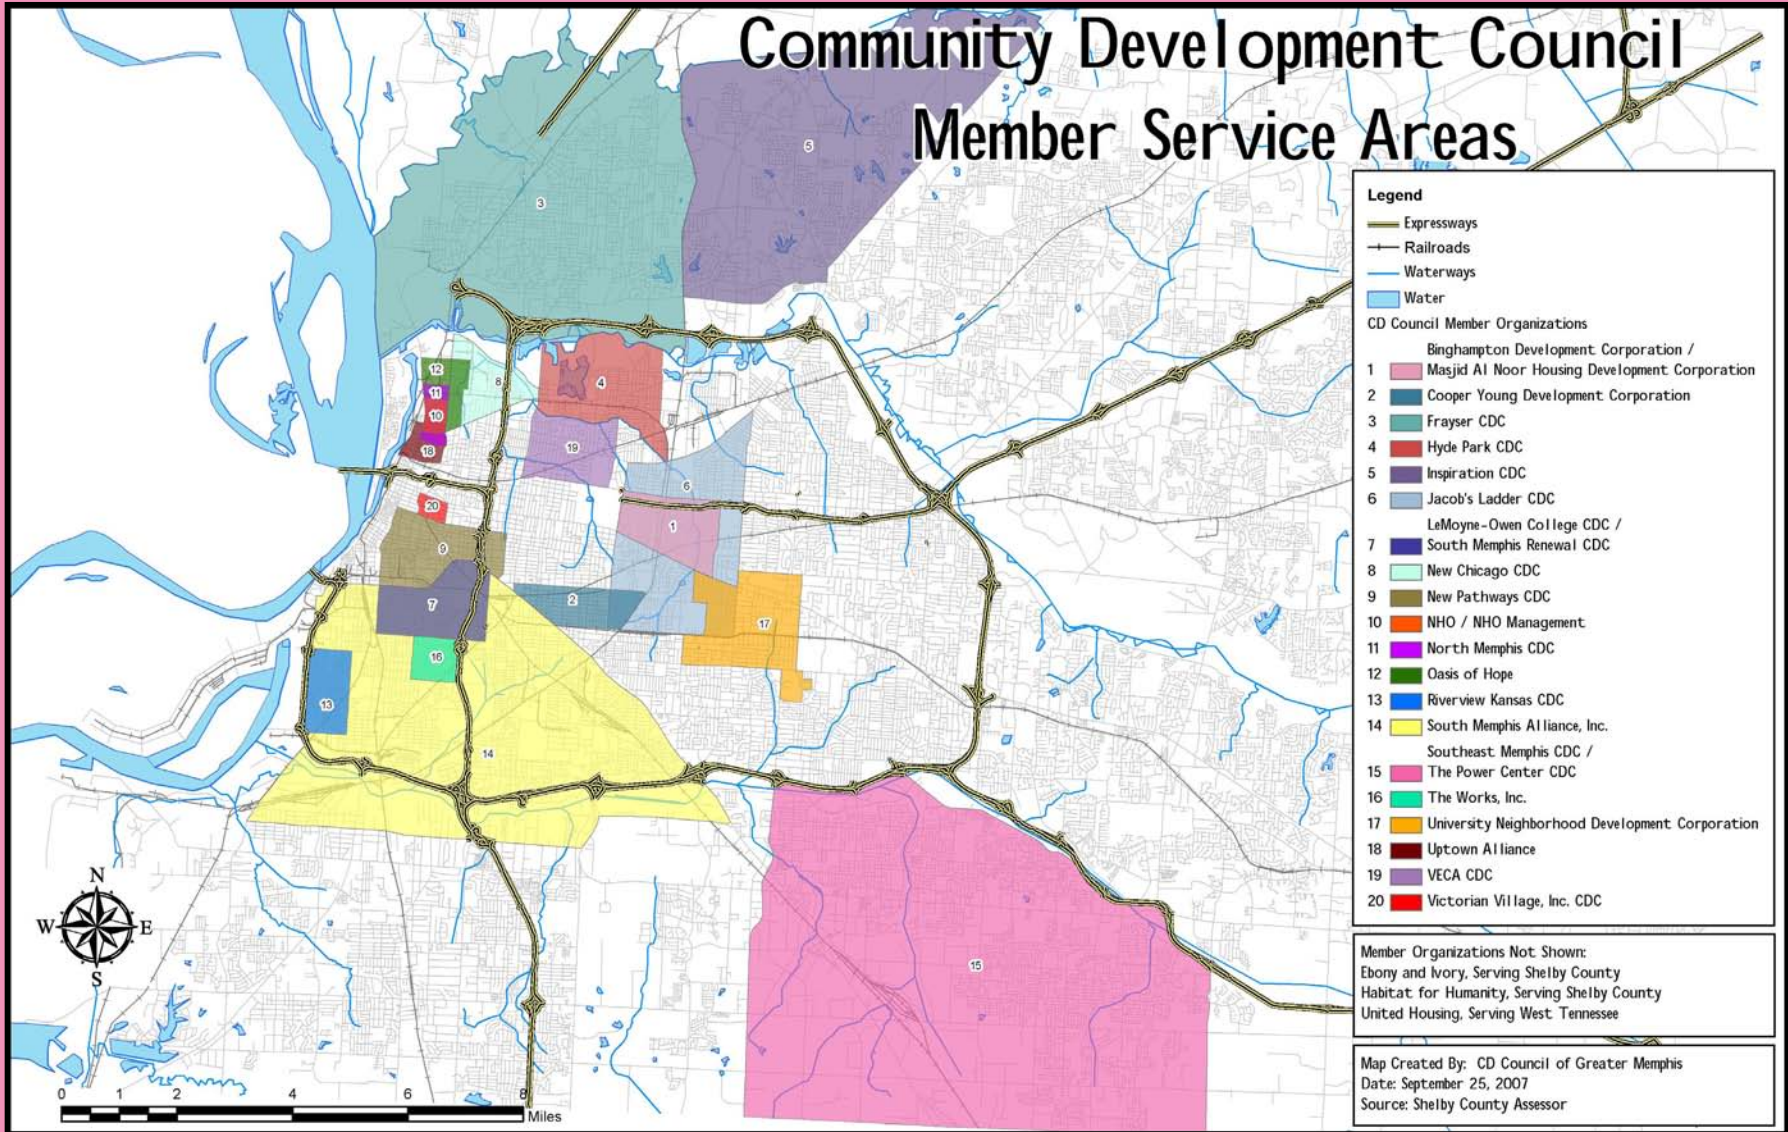 Community Development Council
Member Service Areas
Legend
Expressways
Railroads
Waterways
Water
CD Council Member Organizations
Binghampton Development Corporation /
1 Masjid Al Noor Housing Development Corporation
2 Cooper Young Development Corporation
3 Frayser CDC
4 Hyde Park CDC
5 Inspiration CDC
6 Jacob's Ladder CDC
LeMoyne-Owen College CDC /
7 South Memphis Renewal CDC
8 New Chicago CDC
9 New Pathways CDC
10 NHO / NHO Management
11 North Memphis CDC
12 Oasis of Hope
13 Riverview Kansas CDC
14 South Memphis Alliance, Inc.
Southeast Memphis CDC /
15 The Power Center CDC
16 The Works, Inc.
17 University Neighborhood Development Corporation
18 Uptown Alliance
19 VECA CDC
20 Victorian Village, Inc. CDC
Member Organizations Not Shown:
Ebony and Ivory, Serving Shelby County
Habitat for Humanity, Serving Shelby County
United Housing, Serving West Tennessee
Map Created By: CD Council of Greater Memphis
Date: September 25, 2007
Source: Shelby County Assessor
5
3
12
8
4
11
10
19
18
6
20
1
9
2
7
17
16
13
14
15
N
W E
S
0 1 2 4 6 8
Miles